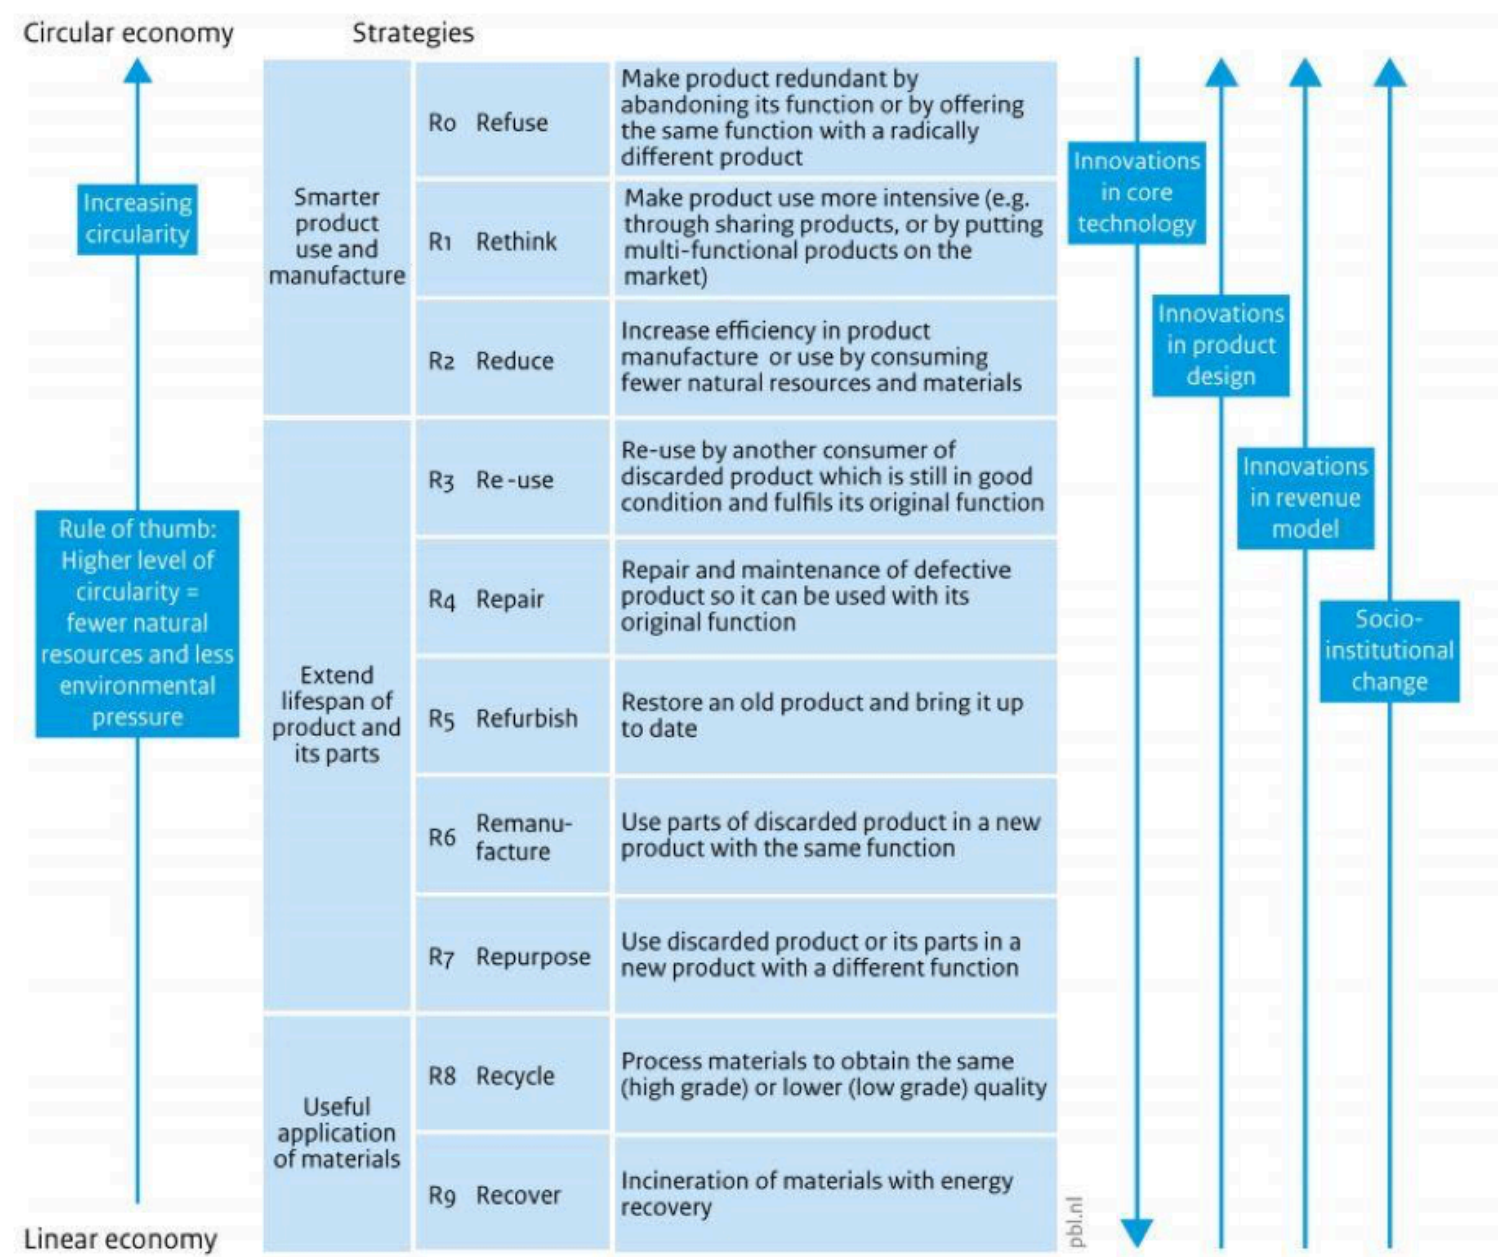 Circular economy
Strategies
Increasing
circularity
Rule of thumb:
Higher level of
circularity =
fewer natural
resources and less
environmental
pressure
Linear economy
Smarter
product
use and
manufacture
R0 Refuse
Make product redundant by
abandoning its function or by offering
the same function with a radically
different product
R1 Rethink
Make product use more intensive (e.g.
through sharing products, or by putting
multi-functional products on the
market)
R2 Reduce
Increase efficiency in product
manufacture or use by consuming
fewer natural resources and materials
Extend
lifespan of
product and
its parts
R3 Re-use
Re-use by another consumer of
discarded product which is still in good
condition and fulfils its original function
R4 Repair
Repair and maintenance of defective
product so it can be used with its
original function
R5 Refurbish
Restore an old product and bring it up
to date
R6 Remanu-
facture
Use parts of discarded product in a new
product with the same function
R7 Repurpose
Use discarded product or its parts in a
new product with a different function
Useful
application
of materials
R8 Recycle
Process materials to obtain the same
(high grade) or lower (low grade) quality
R9 Recover
Incineration of materials with energy
recovery
pbl.nl
Innovations
in core
technology
Innovations
in product
design
Innovations
in revenue
model
Socio-
institutional
change